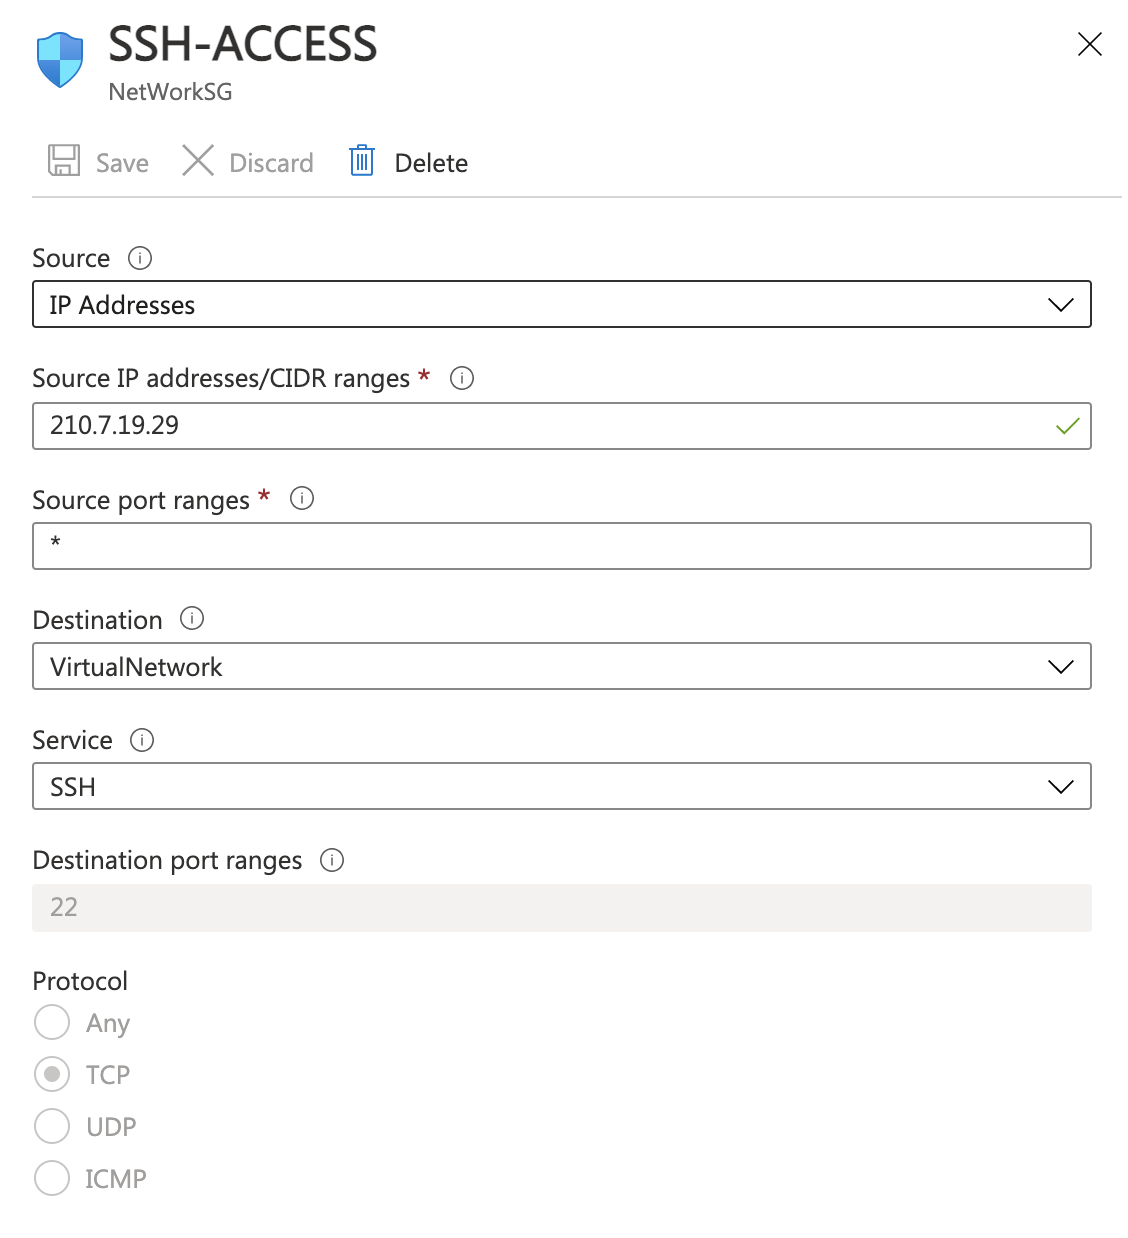 SSH-ACCESS
NetWorkSG
Save Discard Delete
Source
IP Addresses
Source IP addresses/CIDR ranges *
210.7.19.29
Source port ranges *
*
Destination
VirtualNetwork
Service
SSH
Destination port ranges
22
Protocol
Any
TCP
UDP
ICMP